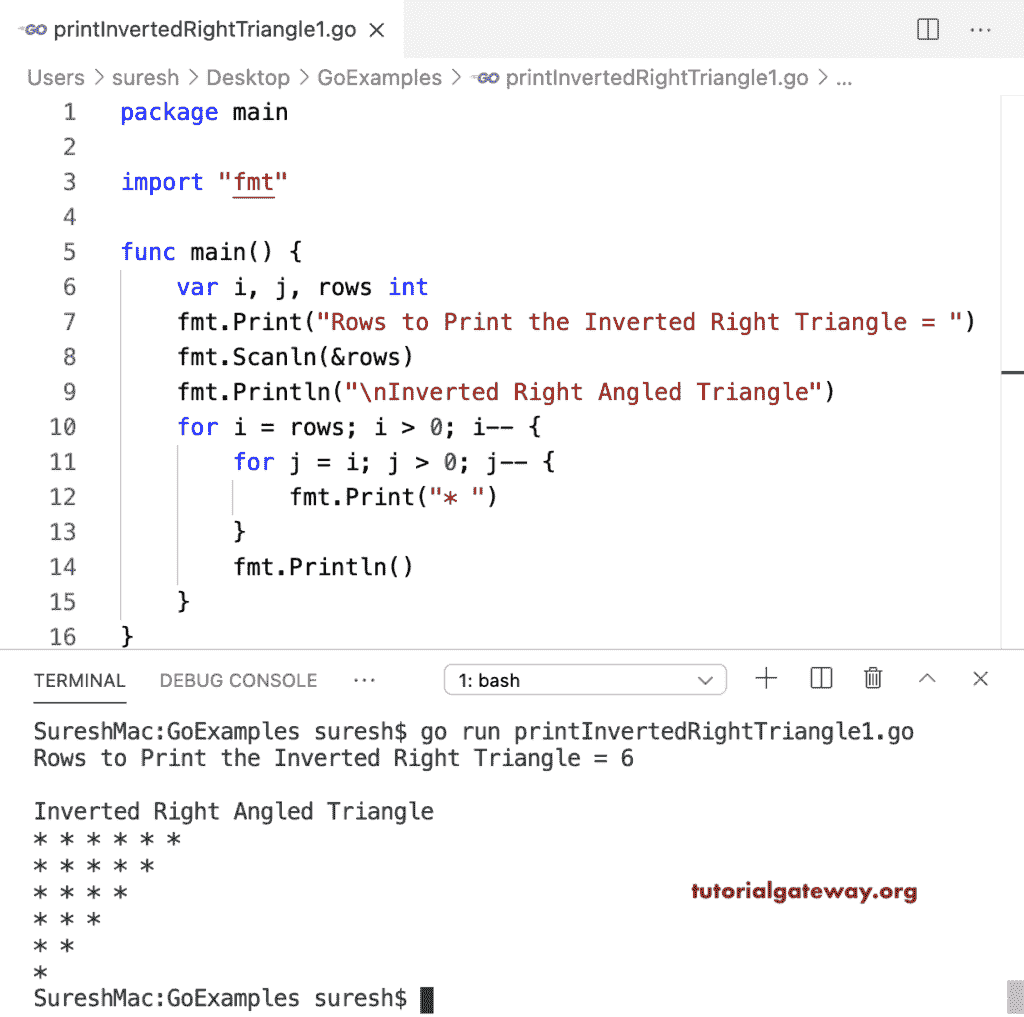 GO printInvertedRightTriangle1.go ×
Users > suresh > Desktop > GoExamples > GO printInvertedRightTriangle1.go > ...
1 package main
2
3 import "fmt"
4
5 func main() {
6     var i, j, rows int
7     fmt.Print("Rows to Print the Inverted Right Triangle = ")
8     fmt.Scanln(&rows)
9     fmt.Println("\nInverted Right Angled Triangle")
10     for i = rows; i > 0; i-- {
11         for j = i; j > 0; j-- {
12             fmt.Print("* ")
13         }
14         fmt.Println()
15     }
16 }
TERMINAL DEBUG CONSOLE ··· 1: bash
SureshMac:GoExamples suresh$ go run printInvertedRightTriangle1.go
Rows to Print the Inverted Right Triangle = 6
Inverted Right Angled Triangle
* * * * * *
* * * * *
* * * *
tutorialgateway.org
* * *
* *
*
SureshMac:GoExamples suresh$